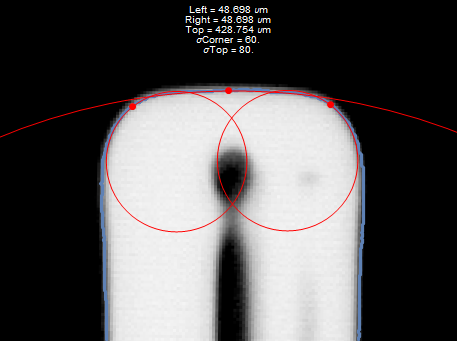 Left = 48.698 um
Right = 48.698 um
Top = 428.754 um
σCorner = 60.
σTop = 80.